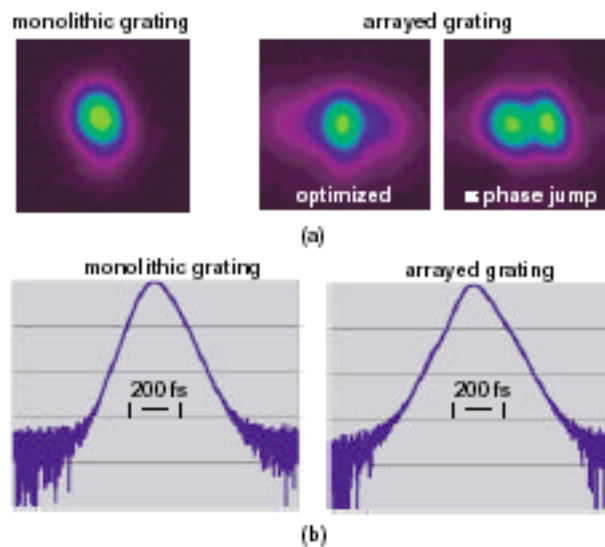 monolithic grating
arrayed grating
optimized
phase jump
(a)
monolithic grating
arrayed grating
200 fs
200 fs
(b)